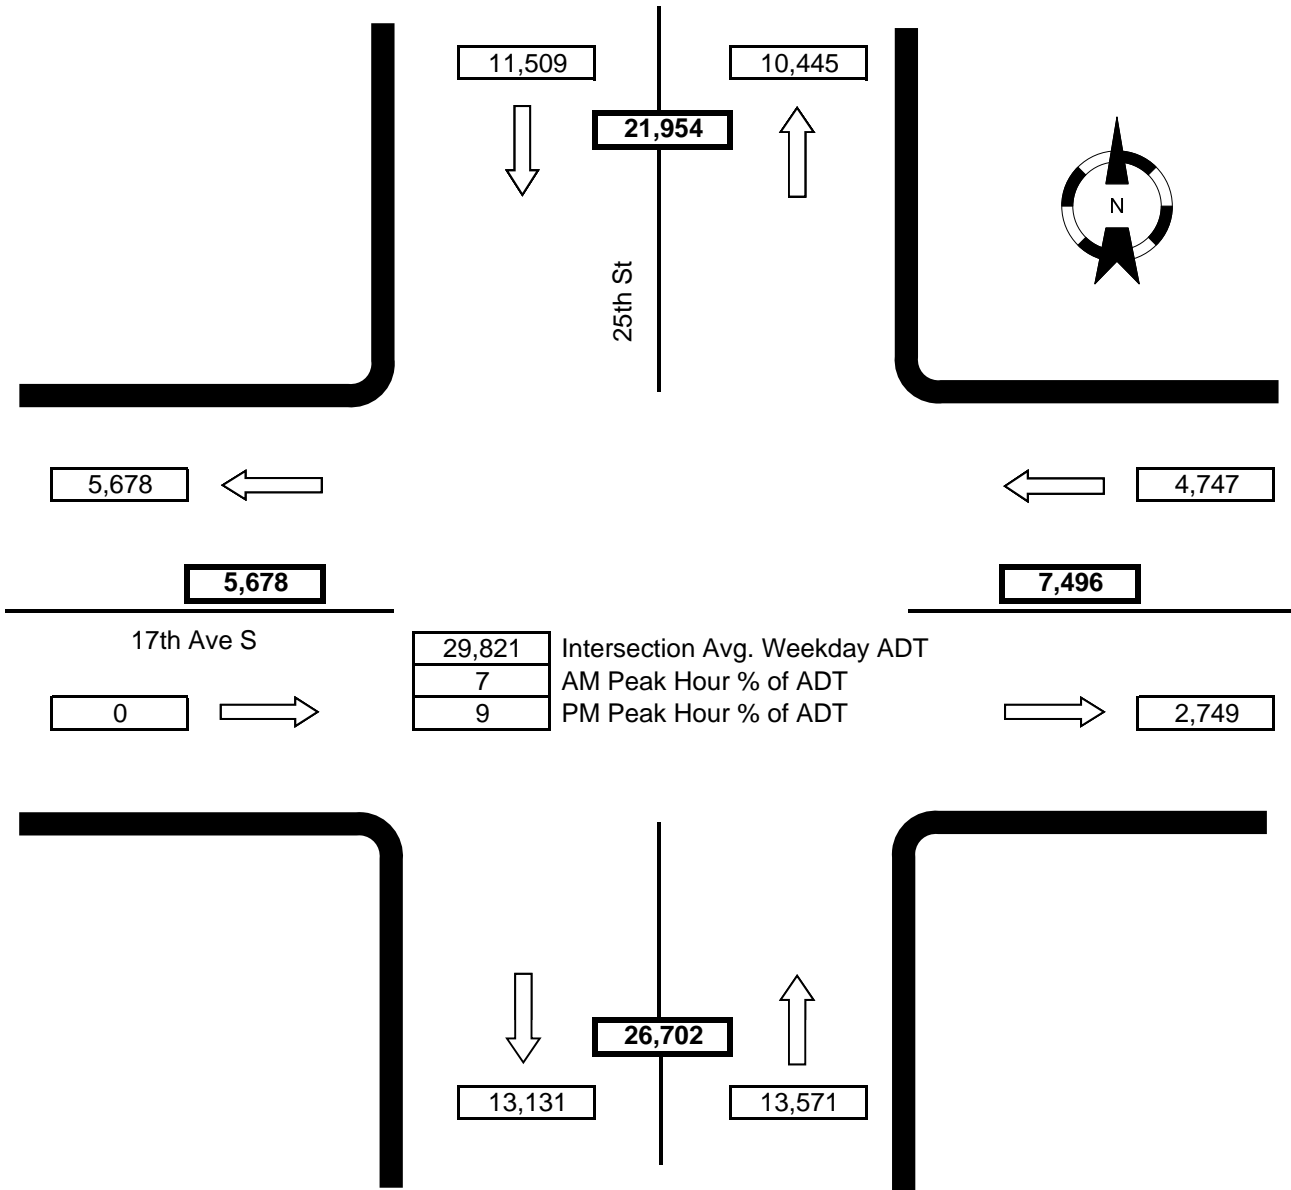 11,509
10,445
21,954
N
25th St
5,678
4,747
5,678
7,496
17th Ave S
29,821 Intersection Avg. Weekday ADT
7 AM Peak Hour % of ADT
9 PM Peak Hour % of ADT
0
2,749
26,702
13,131
13,571